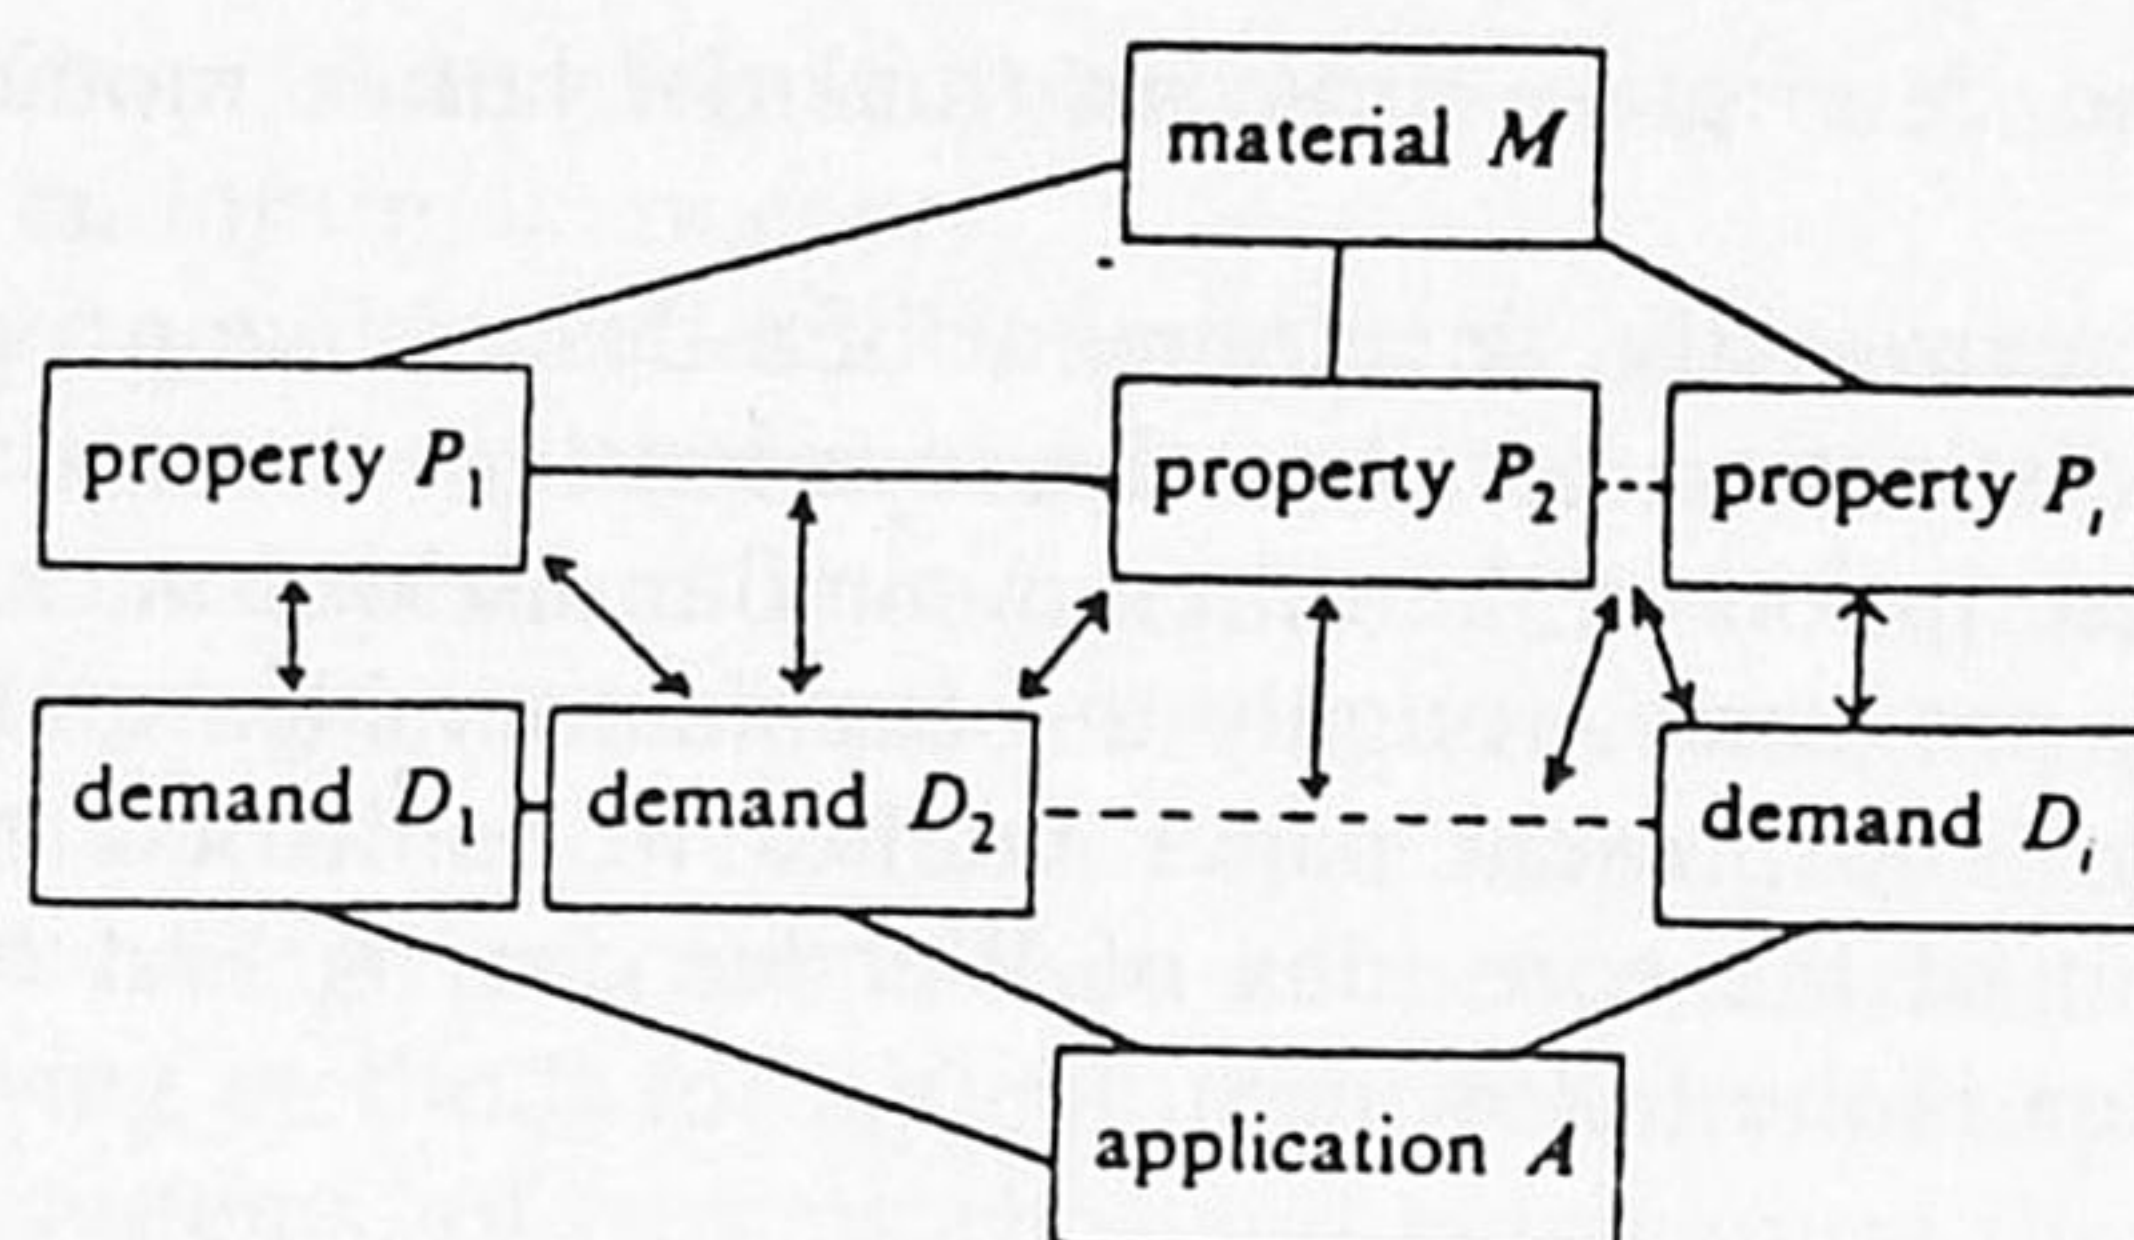 material M
property P₁
property P₂
property Pᵢ
demand D₁
demand D₂
demand Dᵢ
application A